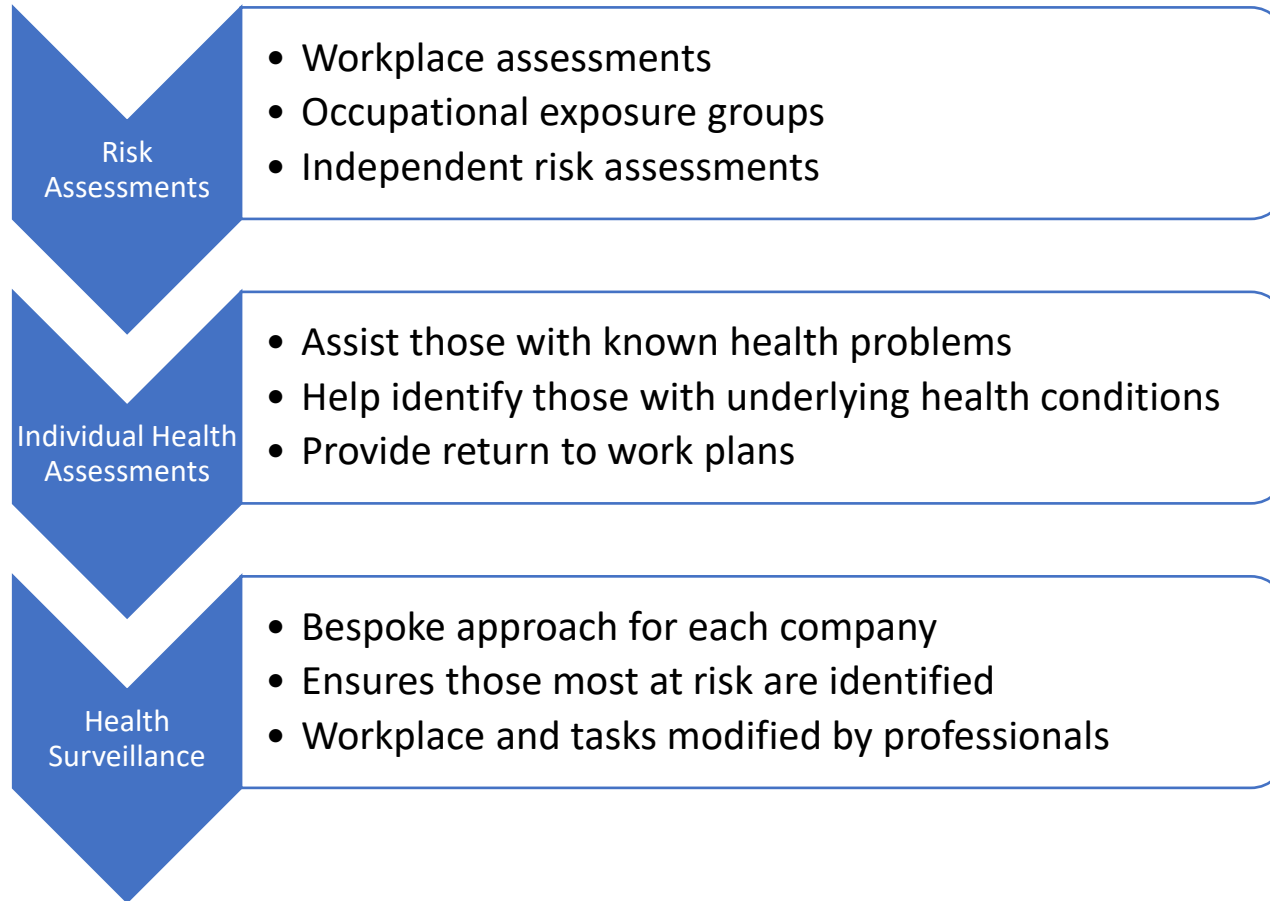 Risk
Assessments
• Workplace assessments
• Occupational exposure groups
• Independent risk assessments
Individual Health
Assessments
• Assist those with known health problems
• Help identify those with underlying health conditions
• Provide return to work plans
Health
Surveillance
• Bespoke approach for each company
• Ensures those most at risk are identified
• Workplace and tasks modified by professionals